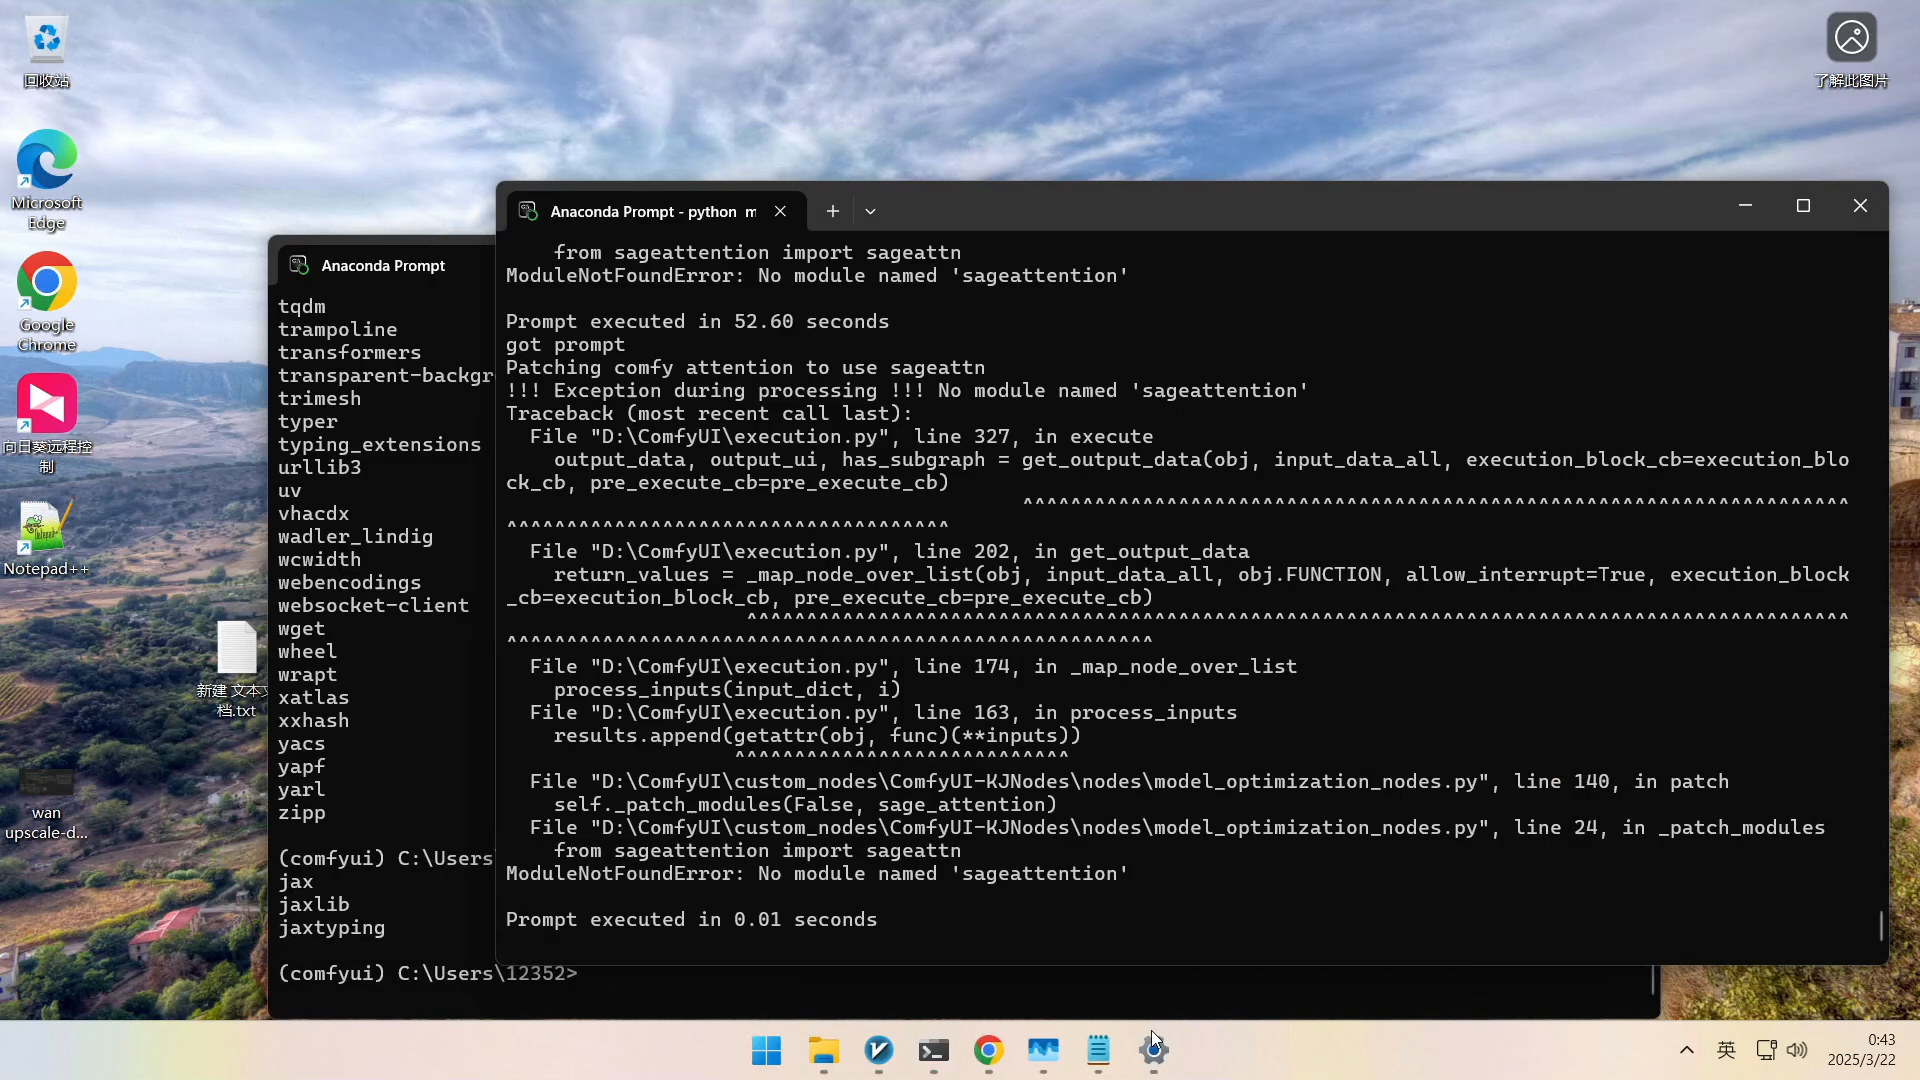 回收站
了解此图片
Microsoft
Edge
Google
Chrome
向日葵远程控
制
Notepad++
新建 文本文
档.txt
wan
upscale-d...
Anaconda Prompt
tqdm
trampoline
transformers
transparent-backgr
trimesh
typer
typing_extensions
urllib3
uv
vhacdx
wadler_lindig
wcwidth
webencodings
websocket-client
wget
wheel
wrapt
xatlas
xxhash
yacs
yapf
yarl
zipp
(comfyui) C:\Users
jax
jaxlib
jaxtyping
(comfyui) C:\Users\12352>
Anaconda Prompt - python m
from sageattention import sageattn
ModuleNotFoundError: No module named 'sageattention'
Prompt executed in 52.60 seconds
got prompt
Patching comfy attention to use sageattn
!!! Exception during processing !!! No module named 'sageattention'
Traceback (most recent call last):
File "D:\ComfyUI\execution.py", line 327, in execute
output_data, output_ui, has_subgraph = get_output_data(obj, input_data_all, execution_block_cb=execution_blo
ck_cb, pre_execute_cb=pre_execute_cb)
^^^^^^^^^^^^^^^^^^^^^^^^^^^^^^^^^^^^^^^^^^^^^^^^^^^^^^^^^^^^^^^^^^^^^
^^^^^^^^^^^^^^^^^^^^^^^^^^^^^^^^^^^^^
File "D:\ComfyUI\execution.py", line 202, in get_output_data
return_values = _map_node_over_list(obj, input_data_all, obj.FUNCTION, allow_interrupt=True, execution_block
_cb=execution_block_cb, pre_execute_cb=pre_execute_cb)
^^^^^^^^^^^^^^^^^^^^^^^^^^^^^^^^^^^^^^^^^^^^^^^^^^^^^^^^^^^^^^^^^^^^^^^^^^^^^^^^^^^^^^^^^^^^
^^^^^^^^^^^^^^^^^^^^^^^^^^^^^^^^^^^^^^^^^^^^^^^^^^^^^^
File "D:\ComfyUI\execution.py", line 174, in _map_node_over_list
process_inputs(input_dict, i)
File "D:\ComfyUI\execution.py", line 163, in process_inputs
results.append(getattr(obj, func)(**inputs))
^^^^^^^^^^^^^^^^^^^^^^^^^^^^
File "D:\ComfyUI\custom_nodes\ComfyUI-KJNodes\nodes\model_optimization_nodes.py", line 140, in patch
self._patch_modules(False, sage_attention)
File "D:\ComfyUI\custom_nodes\ComfyUI-KJNodes\nodes\model_optimization_nodes.py", line 24, in _patch_modules
from sageattention import sageattn
ModuleNotFoundError: No module named 'sageattention'
Prompt executed in 0.01 seconds
英
0:43
2025/3/22